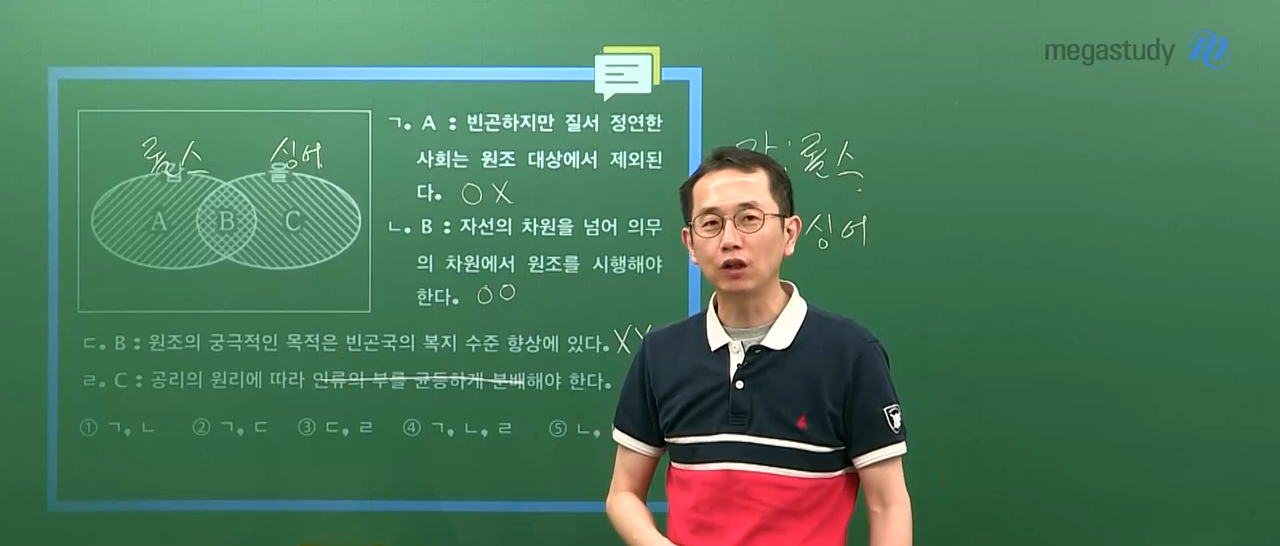 megastudy
롤스
싱어
갑
을
A
B
C
ㄱ. A : 빈곤하지만 질서 정연한
사회는 원조 대상에서 제외된
다. O X
ㄴ. B : 자선의 차원을 넘어 의무
의 차원에서 원조를 시행해야
한다. O O
ㄷ. B : 원조의 궁극적인 목적은 빈곤국의 복지 수준 향상에 있다. X
ㄹ. C : 공리의 원리에 따라 인류의 부를 균등하게 분배해야 한다.
① ㄱ, ㄴ ② ㄱ, ㄷ ③ ㄷ, ㄹ ④ ㄱ, ㄴ, ㄹ ⑤ ㄴ,
갑 : 롤스
싱어